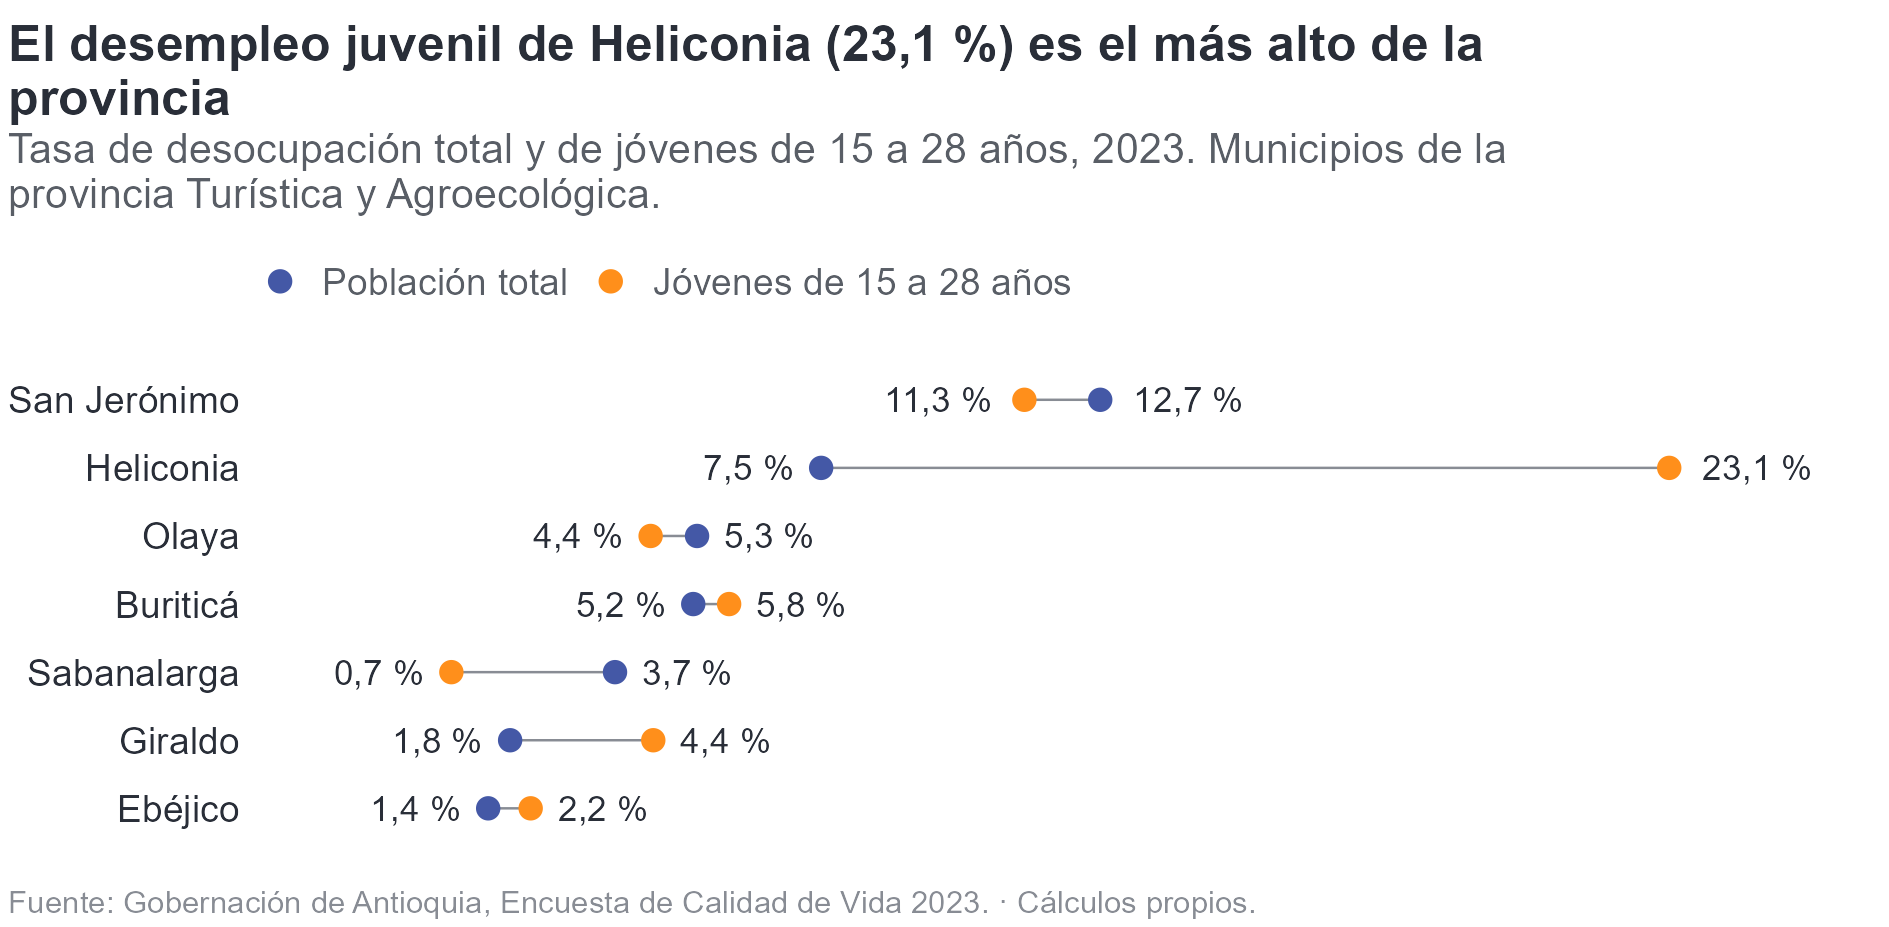 El desempleo juvenil de Heliconia (23,1 %) es el más alto de la
provincia
Tasa de desocupación total y de jóvenes de 15 a 28 años, 2023. Municipios de la
provincia Turística y Agroecológica.
Población total Jóvenes de 15 a 28 años
San Jerónimo 11,3 % 12,7 %
Heliconia 7,5 % 23,1 %
Olaya 4,4 % 5,3 %
Buriticá 5,2 % 5,8 %
Sabanalarga 0,7 % 3,7 %
Giraldo 1,8 % 4,4 %
Ebéjico 1,4 % 2,2 %
Fuente: Gobernación de Antioquia, Encuesta de Calidad de Vida 2023. · Cálculos propios.